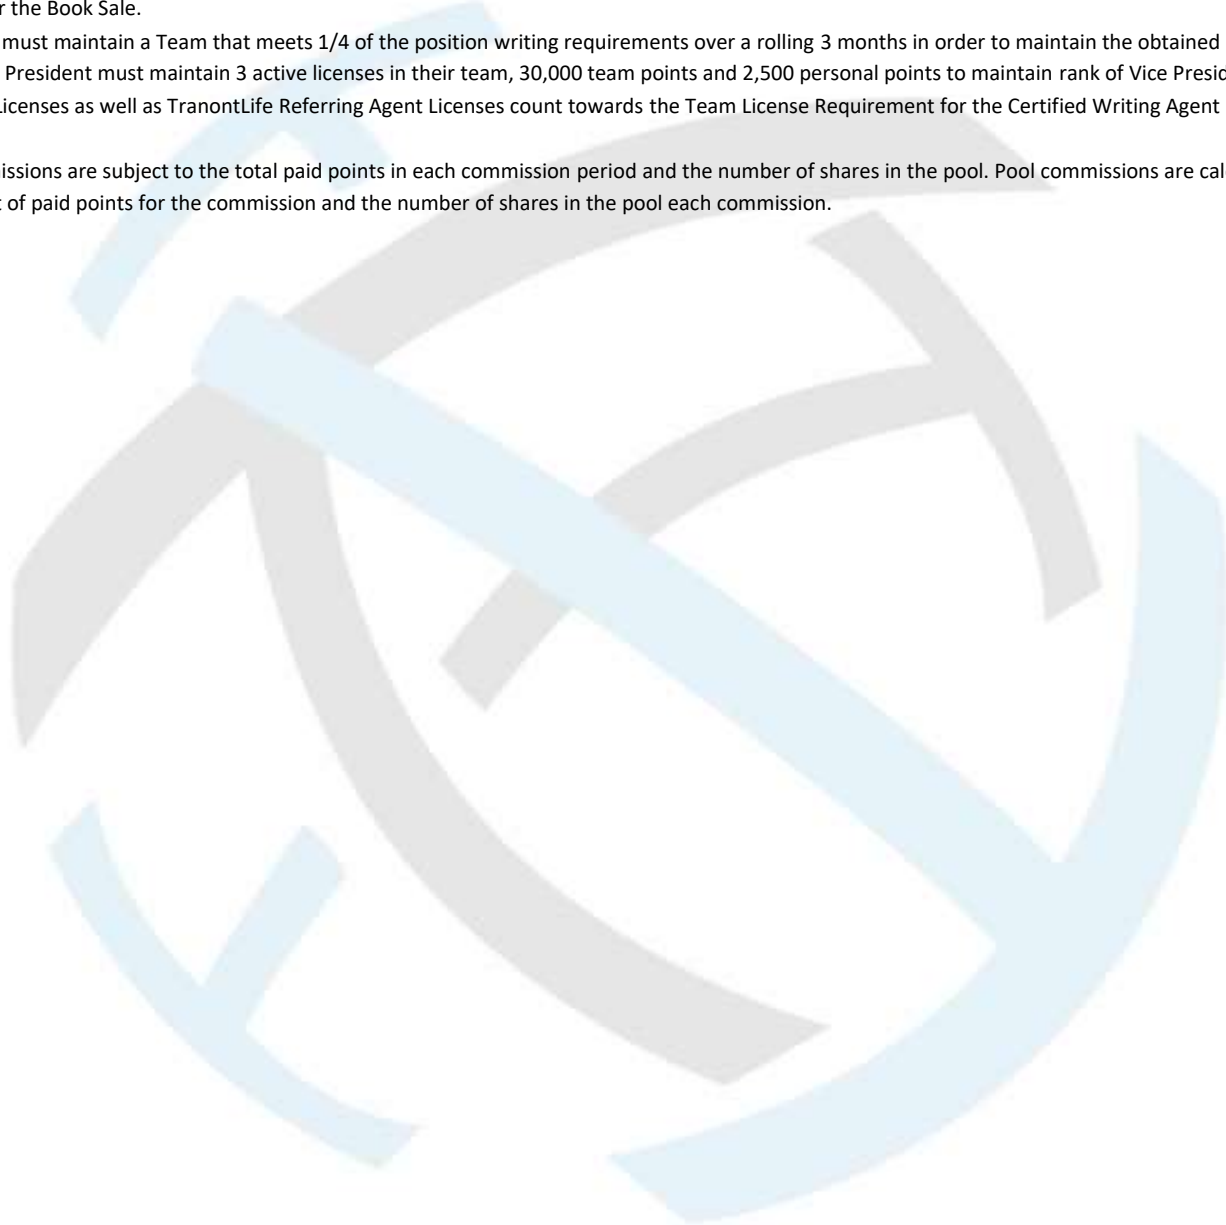 r the Book Sale.
must maintain a Team that meets 1/4 of the position writing requirements over a rolling 3 months in order to maintain the obtained
President must maintain 3 active licenses in their team, 30,000 team points and 2,500 personal points to maintain rank of Vice Presid
Licenses as well as TranontLife Referring Agent Licenses count towards the Team License Requirement for the Certified Writing Agent
issions are subject to the total paid points in each commission period and the number of shares in the pool. Pool commissions are cal
of paid points for the commission and the number of shares in the pool each commission.